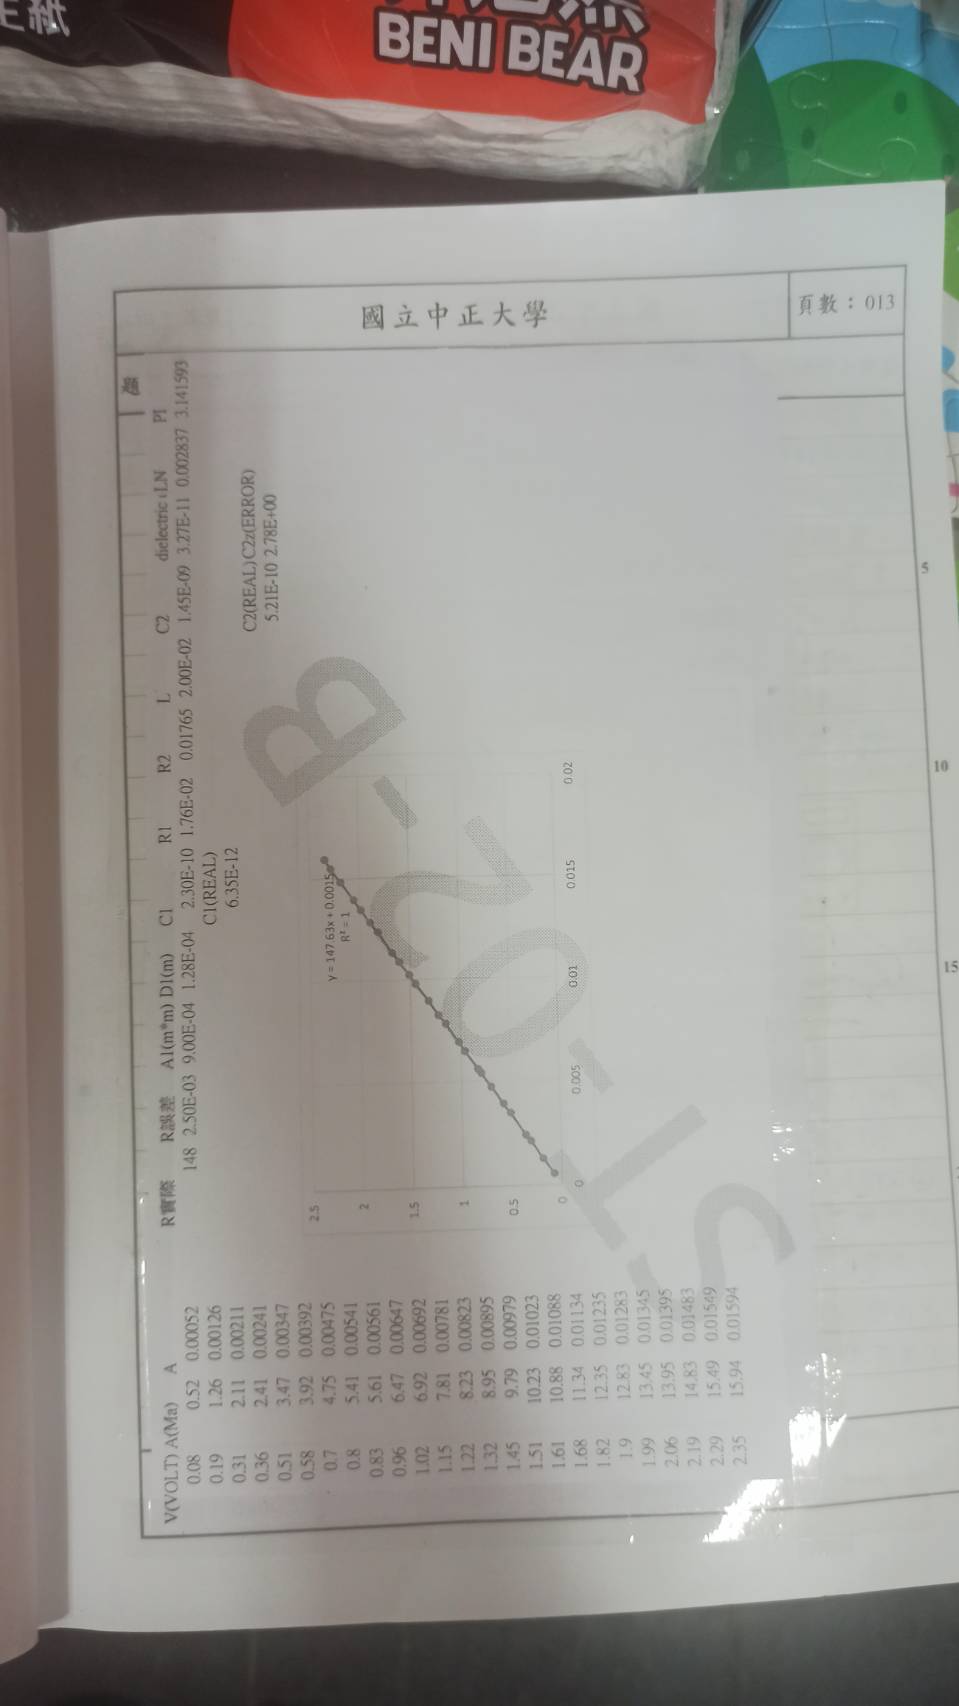 BENI BEAR
國立中正大學
頁數：013
V(VOLT) A(Ma) A R實際 R誤差 A1(m*m) D1(m) C1 R1 R2 L C2 dielectric LN PI
0.08 0.52 0.00052 148 2.50E-03 9.00E-04 1.28E-04 2.30E-10 1.76E-02 0.01765 2.00E-02 1.45E-09 3.27E-11 0.002837 3.141593
0.19 1.26 0.00126 C1(REAL)
0.31 2.11 0.00211 6.35E-12
0.36 2.41 0.00241 C2(REAL) C2z(ERROR)
0.51 3.47 0.00347 5.21E-10 2.78E+00
0.58 3.92 0.00392
0.7 4.75 0.00475
0.8 5.41 0.00541
0.83 5.61 0.00561
0.96 6.47 0.00647
1.02 6.92 0.00692
1.15 7.81 0.00781
1.22 8.23 0.00823
1.32 8.95 0.00895
1.45 9.79 0.00979
1.51 10.23 0.01023
1.61 10.88 0.01088
1.68 11.34 0.01134
1.82 12.35 0.01235
1.9 12.83 0.01283
1.99 13.45 0.01345
2.06 13.95 0.01395
2.19 14.83 0.01483
2.29 15.49 0.01549
2.35 15.94 0.01594
y = 147.63x + 0.0015
R² = 1
2.5
2
1.5
1
0.5
0
0 0.005 0.01 0.015 0.02
5
10
15